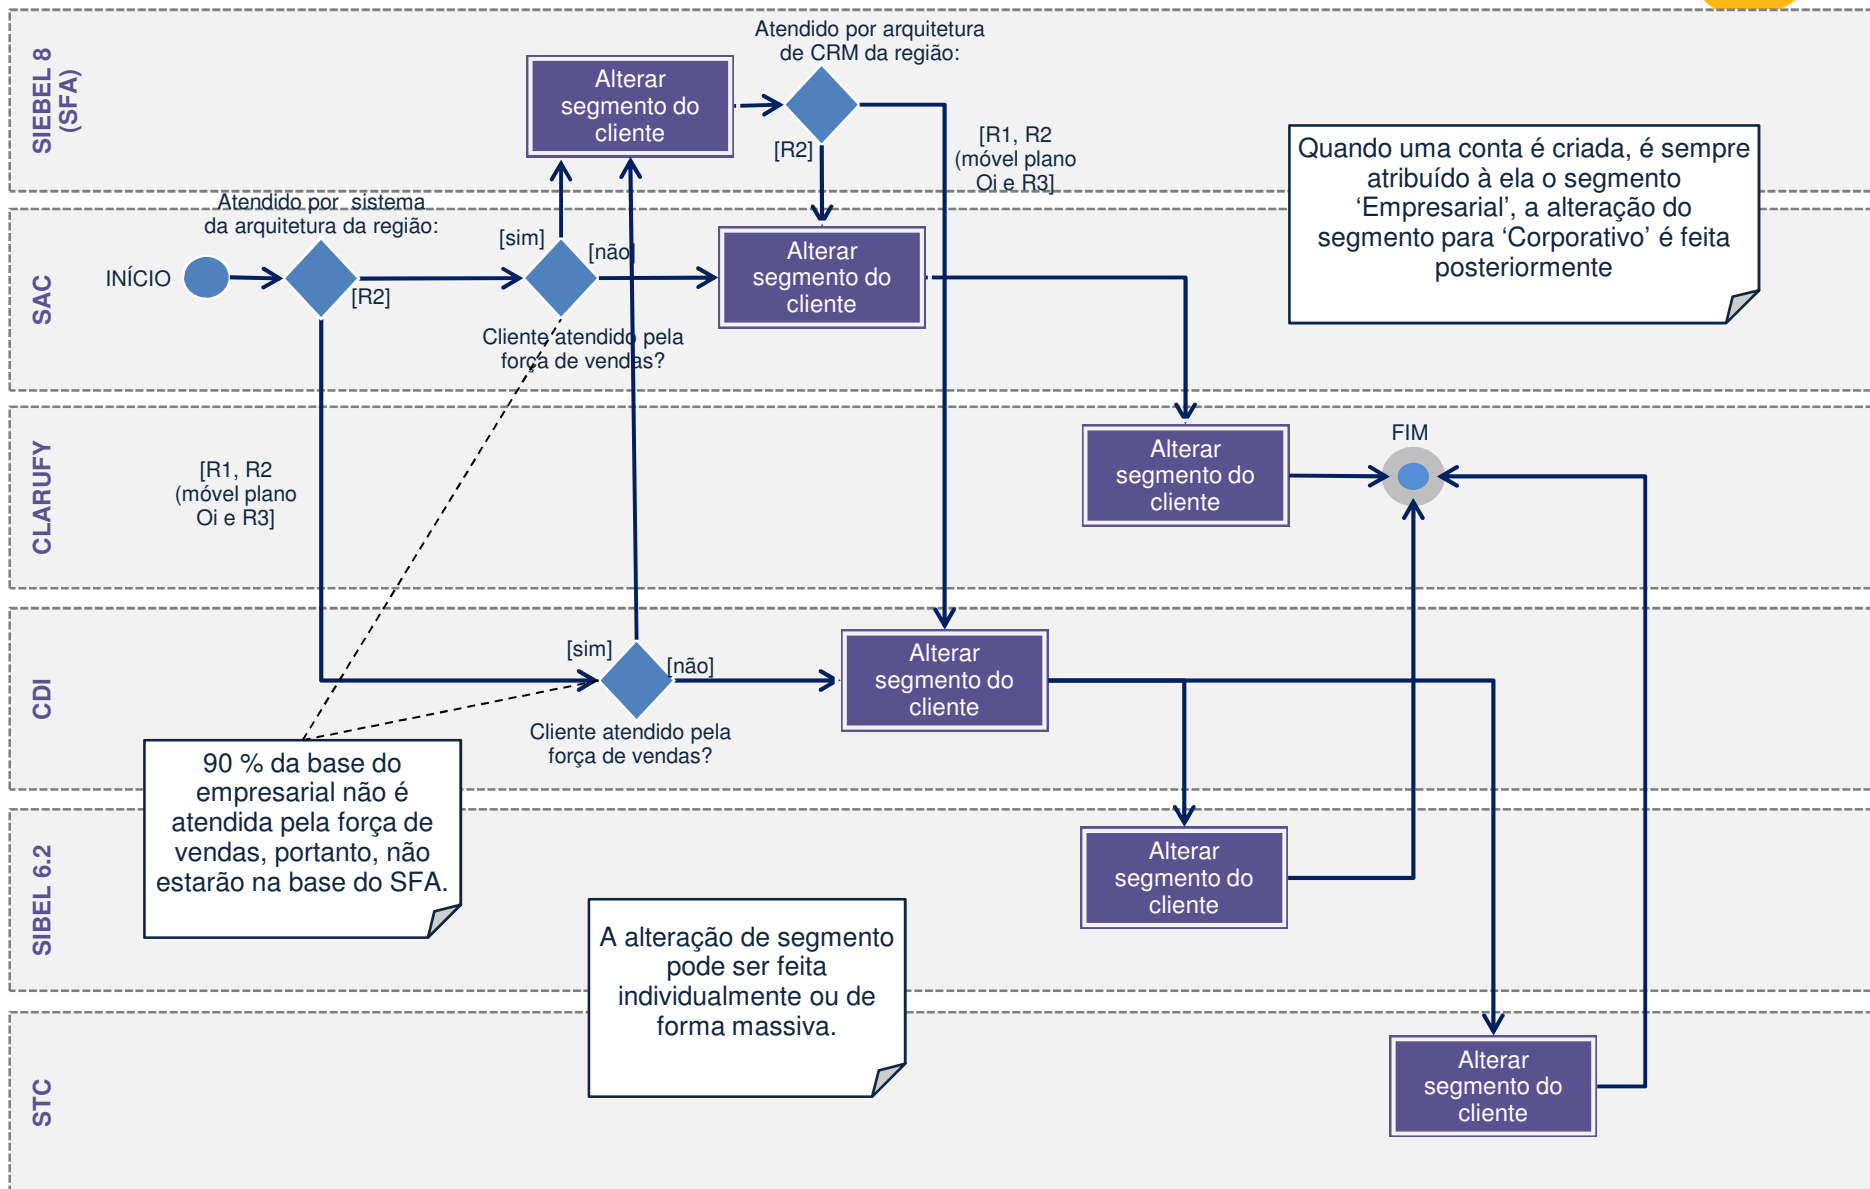 SIEBEL 8
(SFA)
Atendido por arquitetura
de CRM da região:
Alterar
segmento do
cliente
[R2]
[R1, R2
(móvel plano
Oi e R3]
Quando uma conta é criada, é sempre
atribuído à ela o segmento
‘Empresarial’, a alteração do
segmento para ‘Corporativo’ é feita
posteriormente
SAC
Atendido por sistema
da arquitetura da região:
INÍCIO
[R2]
[sim]
[não]
Cliente atendido pela
força de vendas?
Alterar
segmento do
cliente
CLARUFY
[R1, R2
(móvel plano
Oi e R3]
Alterar
segmento do
cliente
FIM
CDI
[sim]
[não]
Cliente atendido pela
força de vendas?
Alterar
segmento do
cliente
90 % da base do
empresarial não é
atendida pela força de
vendas, portanto, não
estarão na base do SFA.
SIBEL 6.2
Alterar
segmento do
cliente
A alteração de segmento
pode ser feita
individualmente ou de
forma massiva.
STC
Alterar
segmento do
cliente